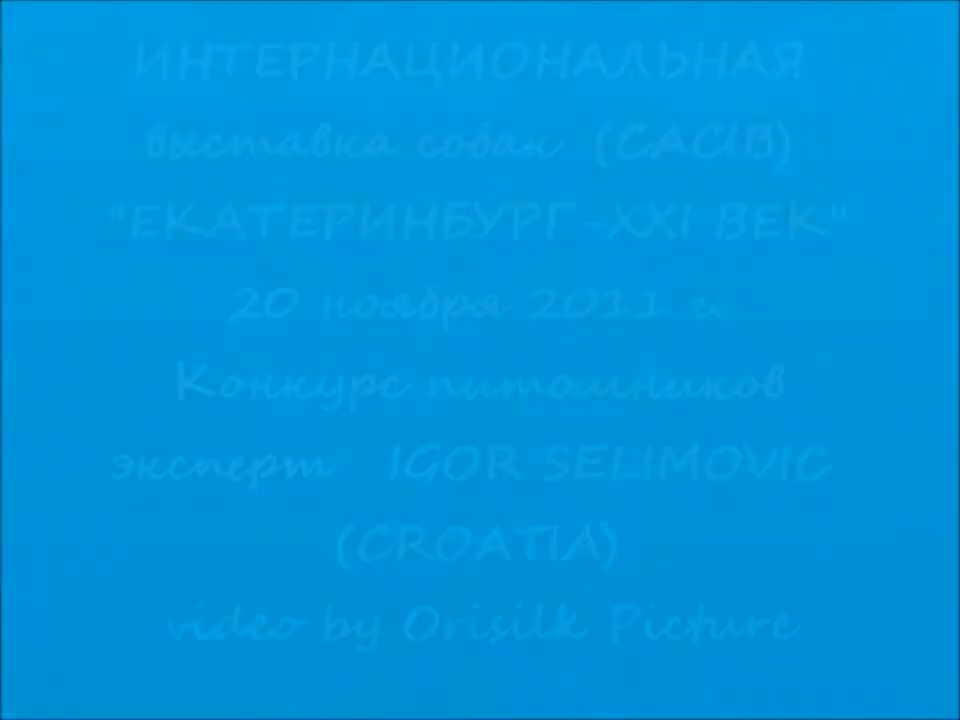 ИНТЕРНАЦИОНАЛЬНАЯ
выставка собак (CACIB)
"ЕКАТЕРИНБУРГ-XXI ВЕК"
20 ноября 2011 г.
Конкурс питомников
эксперт IGOR SELIMOVIC
(CROATIA)
video by Orisilk Picture